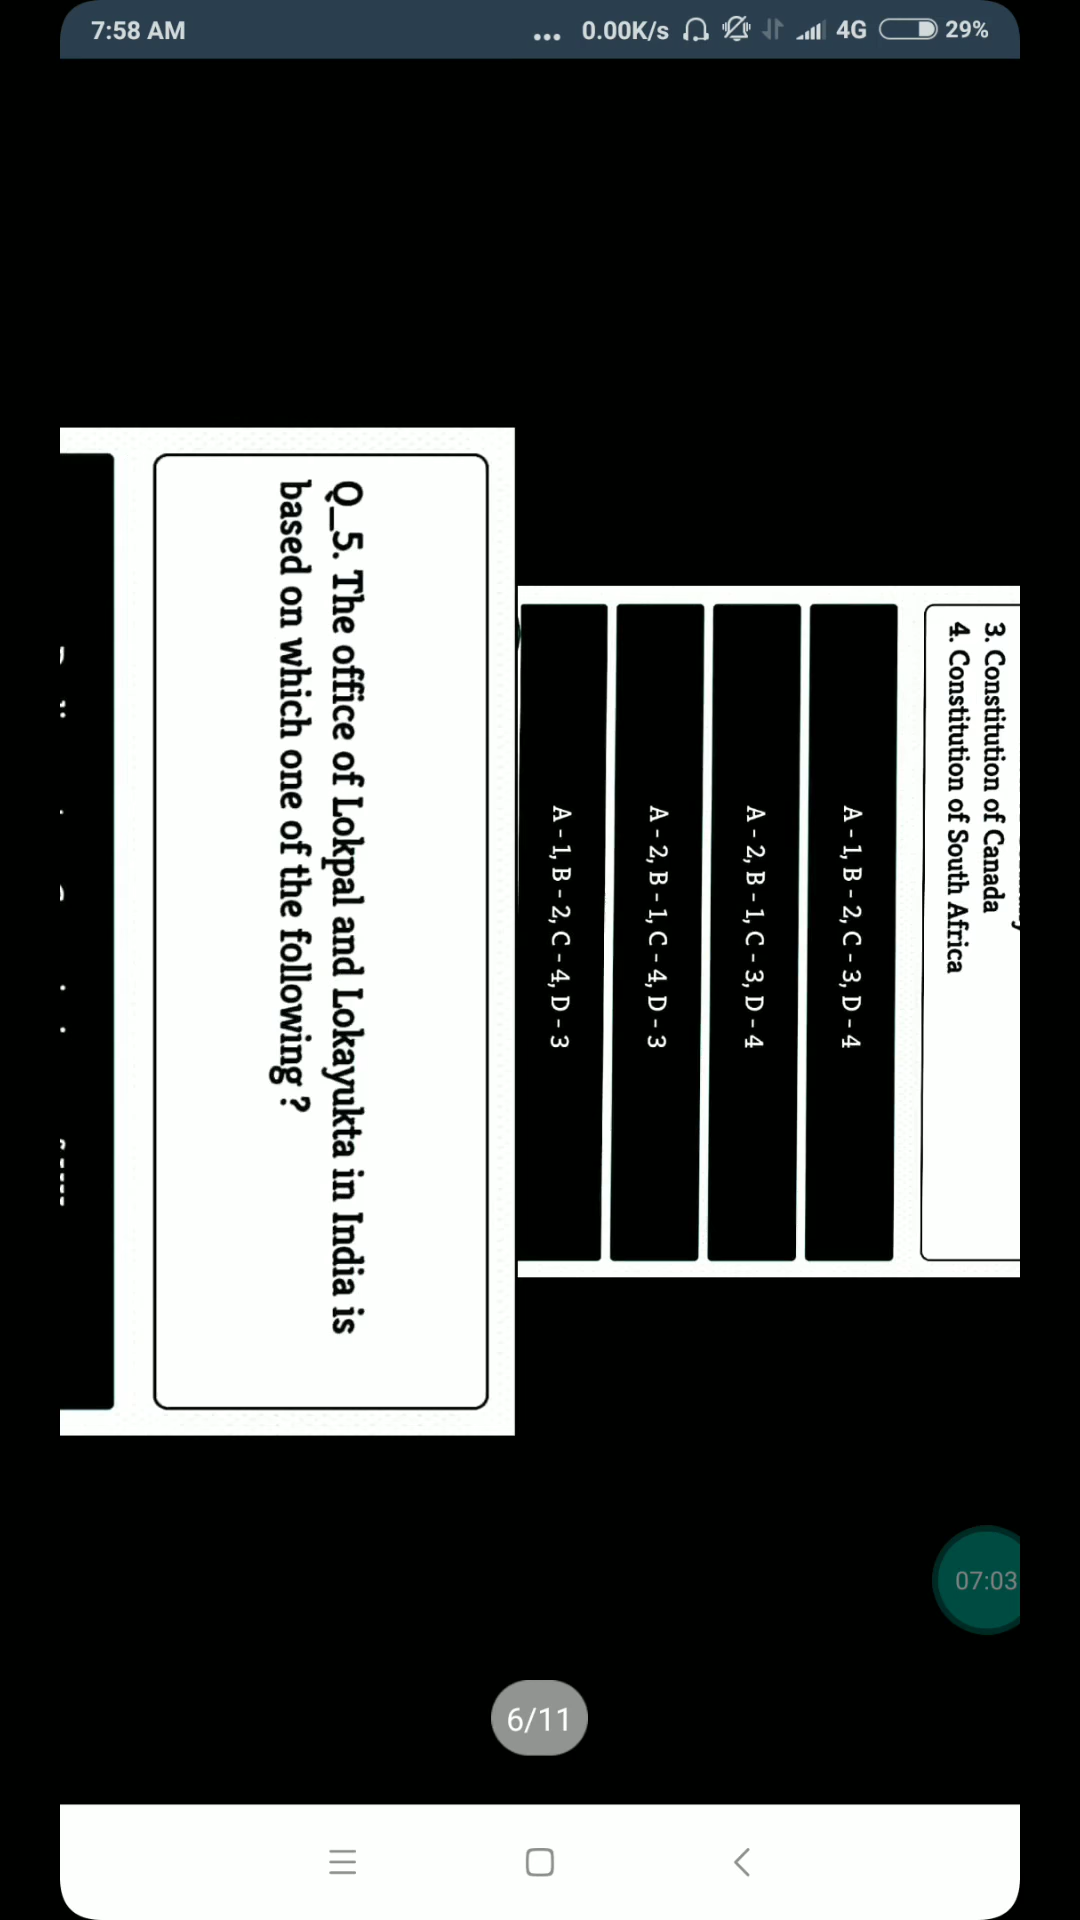 7:58 AM
... 0.00K/s 4G 29%
3. Constitution of Canada
4. Constitution of South Africa
A - 1, B - 2, C - 3, D - 4
A - 2, B - 1, C - 3, D - 4
A - 2, B - 1, C - 4, D - 3
A - 1, B - 2, C - 4, D - 3
Q_5. The office of Lokpal and Lokayukta in India is
based on which one of the following ?
07:03
6/11